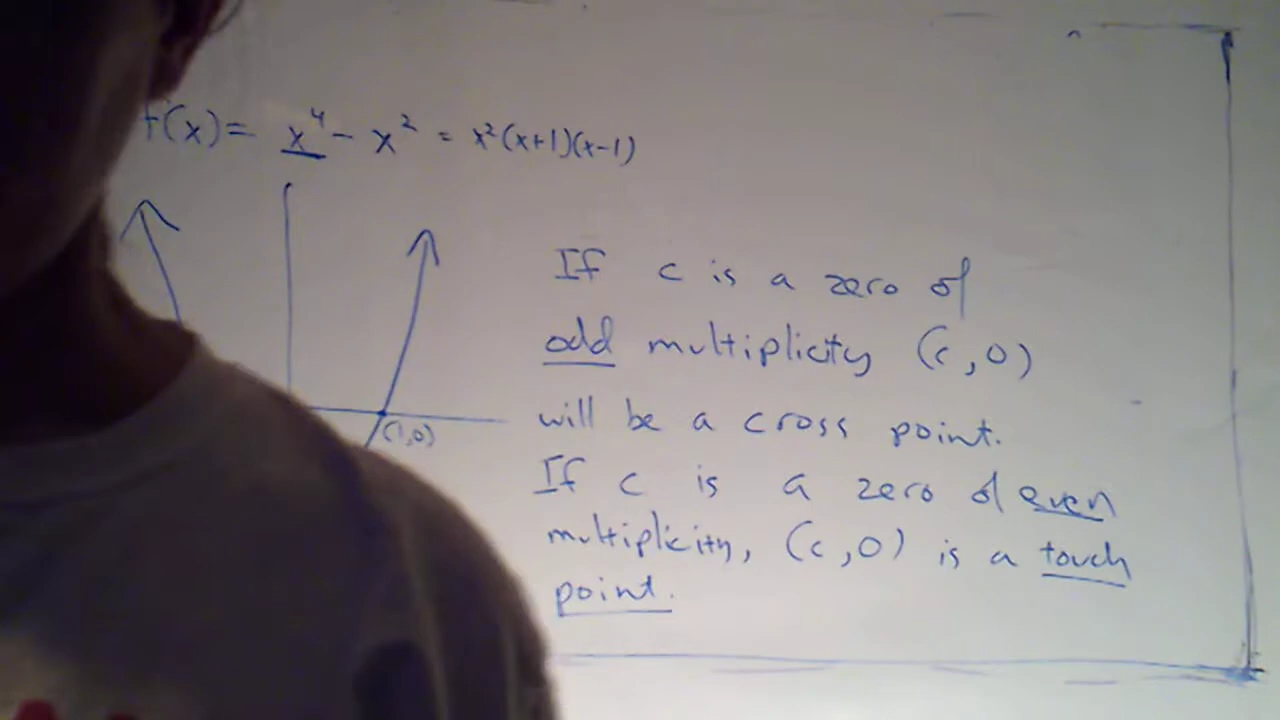 f(x) = x⁴ - x² = x²(x+1)(x-1)
(1,0)
If c is a zero of
odd multiplicity (c,0)
will be a cross point.
If c is a zero of even
multiplicity, (c,0) is a touch
point.